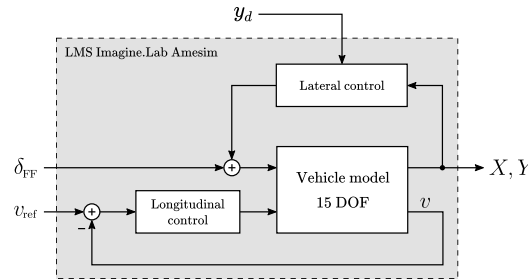 y_d
LMS Imagine.Lab Amesim
Lateral control
δ_FF
+
Vehicle model
15 DOF
X, Y
v_ref
+
−
Longitudinal
control
v